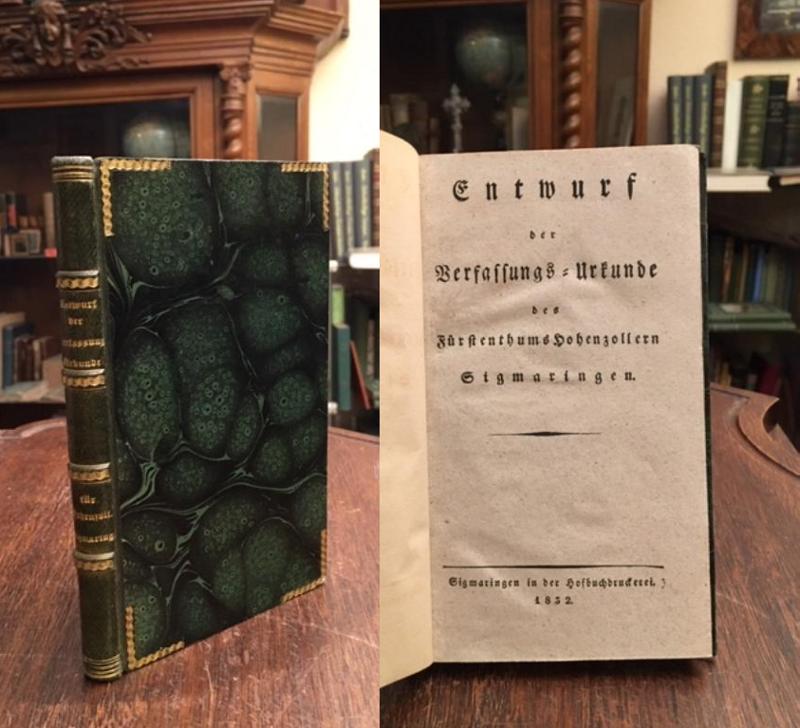 Entwurf
der
Verfassung
Urkunde
für
Hohenzoll.
Sigmaring.
Entwurf
der
Verfaſſungs-Urkunde
des
Fürſtenthums Hohenzollern
Sigmaringen.
Sigmaringen in der Hofbuchdruckerei.
1832.